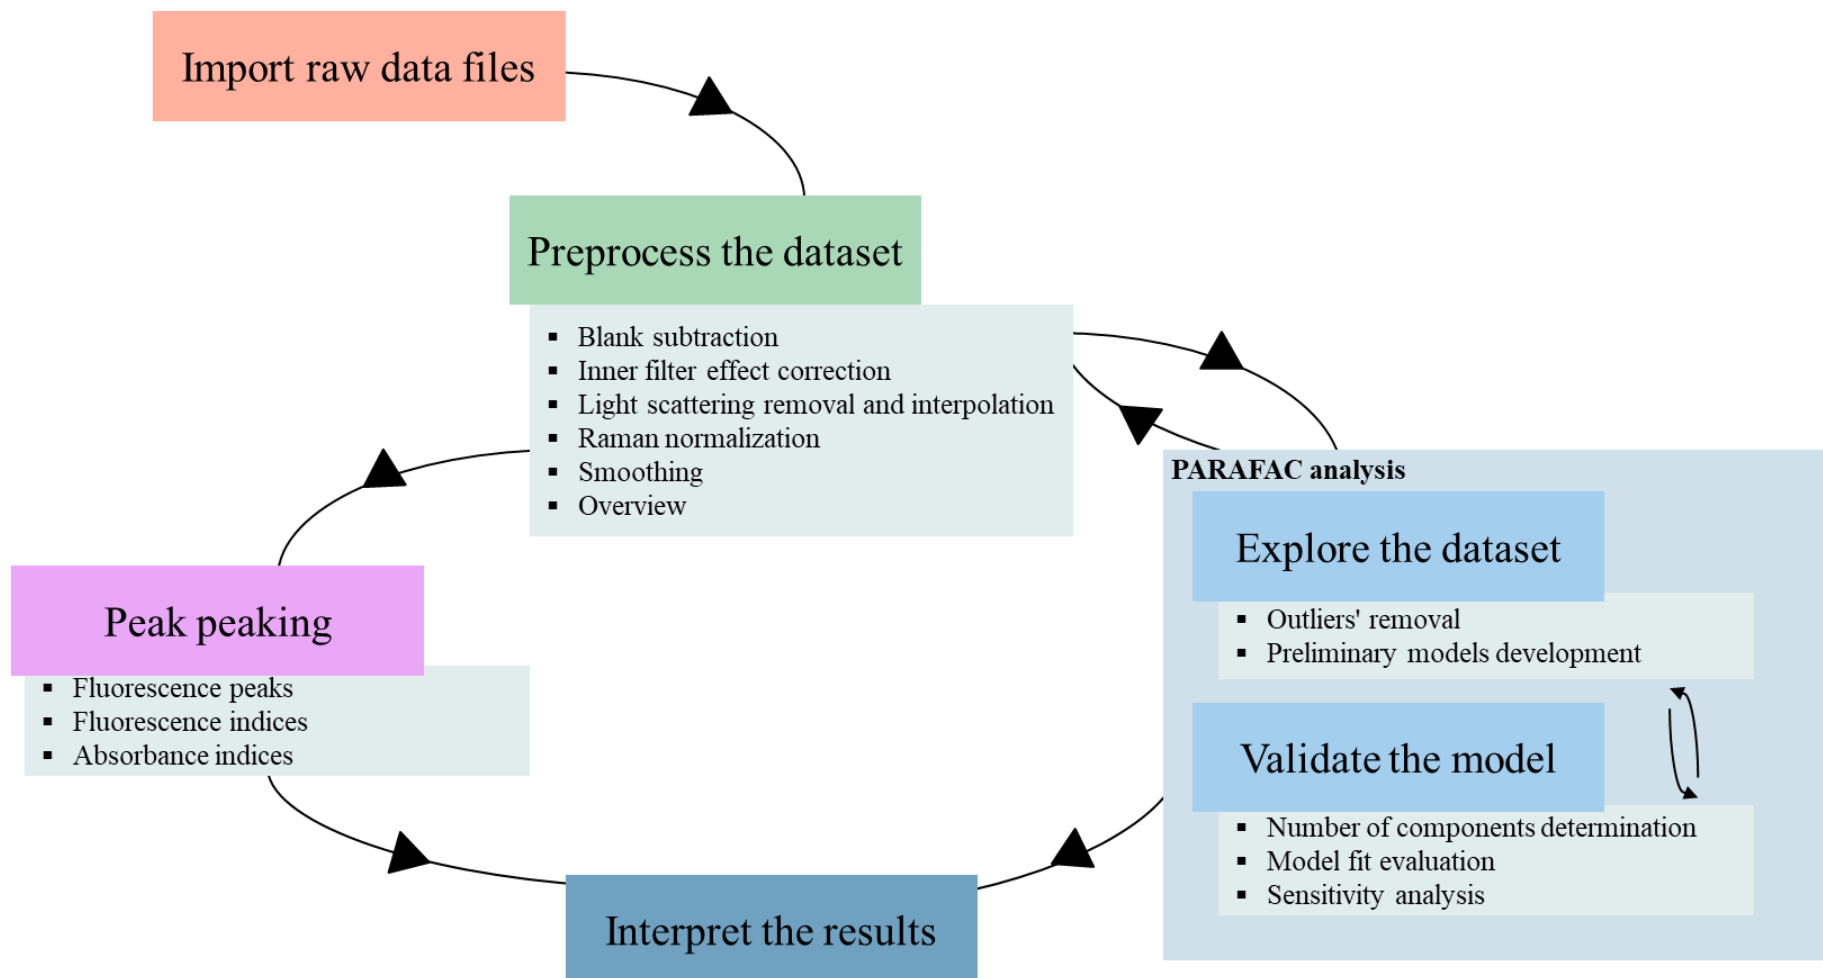 Import raw data files
Preprocess the dataset
▪ Blank subtraction
▪ Inner filter effect correction
▪ Light scattering removal and interpolation
▪ Raman normalization
▪ Smoothing
▪ Overview
Peak peaking
▪ Fluorescence peaks
▪ Fluorescence indices
▪ Absorbance indices
PARAFAC analysis
Explore the dataset
▪ Outliers' removal
▪ Preliminary models development
Validate the model
▪ Number of components determination
▪ Model fit evaluation
▪ Sensitivity analysis
Interpret the results